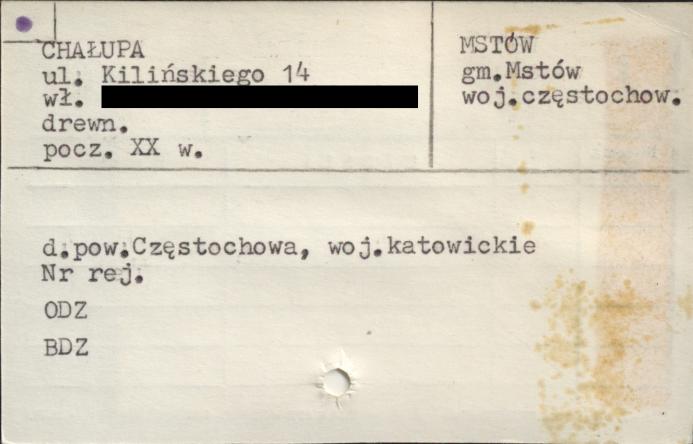 CHAŁUPA
ul. Kilińskiego 14
wł.
drewn.
pocz. XX w.
MSTÓW
gm.Mstów
woj.częstochow.
d.pow.Częstochowa, woj.katowickie
Nr rej.
ODZ
BDZ